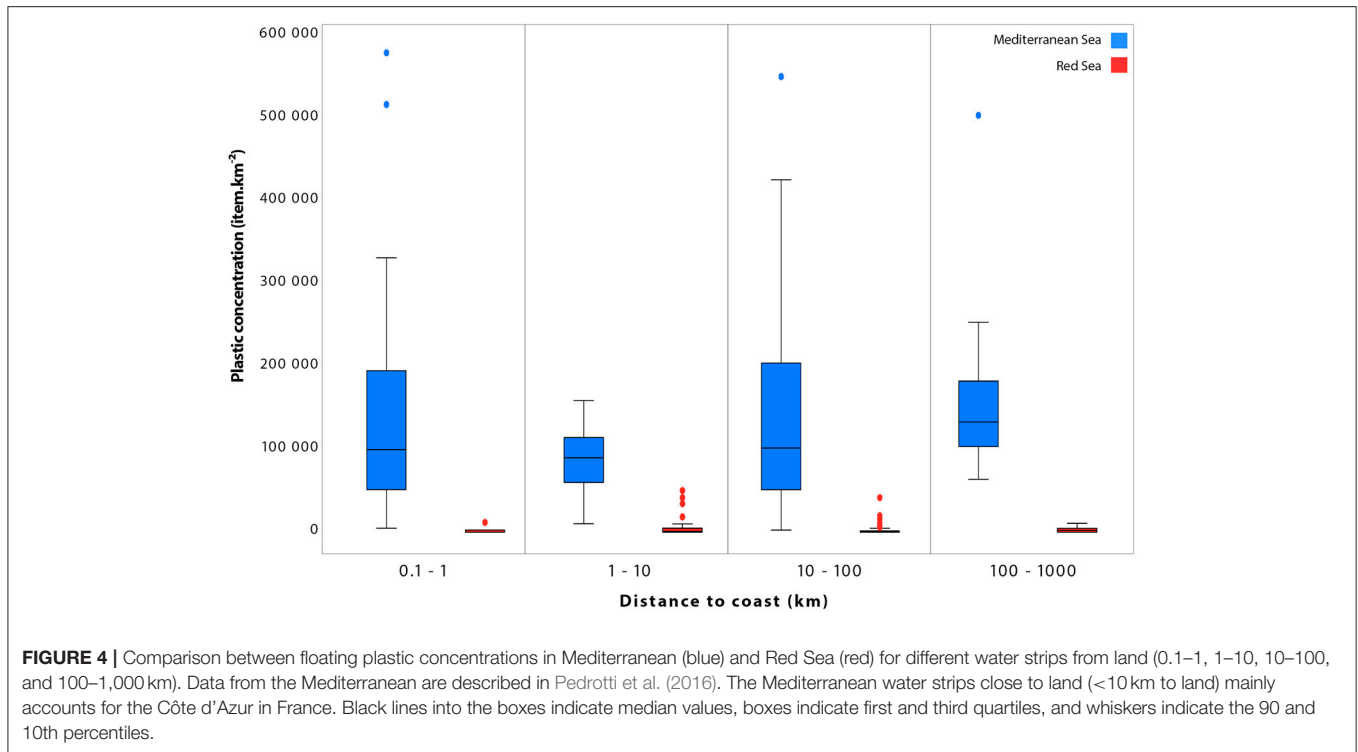 600 000
500 000
400 000
300 000
200 000
100 000
0
Plastic concentration (item.km⁻²)
Mediterranean Sea
Red Sea
0.1 - 1
1 - 10
10 - 100
100 - 1000
Distance to coast (km)
FIGURE 4 | Comparison between floating plastic concentrations in Mediterranean (blue) and Red Sea (red) for different water strips from land (0.1–1, 1–10, 10–100,
and 100–1,000 km). Data from the Mediterranean are described in Pedrotti et al. (2016). The Mediterranean water strips close to land (<10 km to land) mainly
accounts for the Côte d'Azur in France. Black lines into the boxes indicate median values, boxes indicate first and third quartiles, and whiskers indicate the 90 and
10th percentiles.